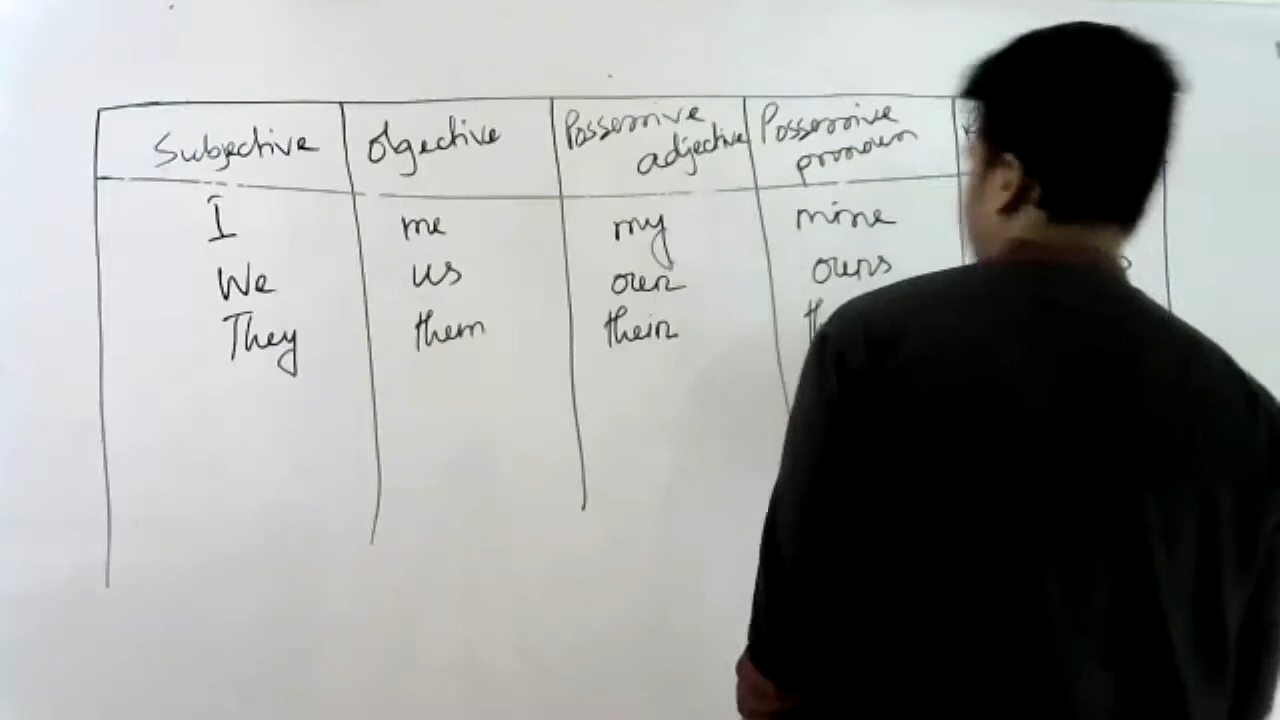 Subjective Objective Possessive adjective Possessive pronoun
I me my mine
We us our ours
They them their